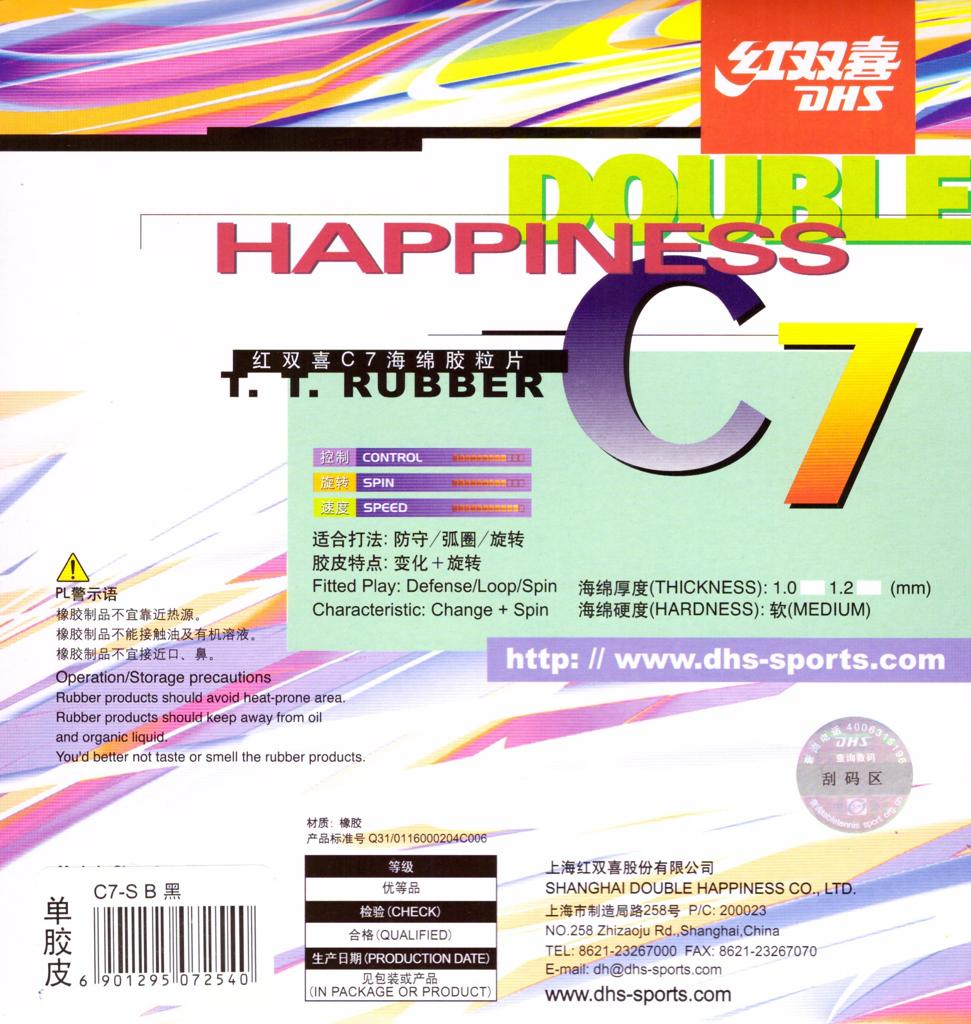 红双喜
DHS
DOUBLE
HAPPINESS
C7
红双喜C7海绵胶粒片
T. T. RUBBER
控制 CONTROL
旋转 SPIN
速度 SPEED
适合打法: 防守/弧圈/旋转
胶皮特点: 变化+旋转
Fitted Play: Defense/Loop/Spin
Characteristic: Change + Spin
海绵厚度(THICKNESS): 1.0 1.2 (mm)
海绵硬度(HARDNESS): 软(MEDIUM)
http: // www.dhs-sports.com
PL警示语
橡胶制品不宜靠近热源。
橡胶制品不能接触油及有机溶液。
橡胶制品不宜接近口、鼻。
Operation/Storage precautions
Rubber products should avoid heat-prone area.
Rubber products should keep away from oil
and organic liquid.
You'd better not taste or smell the rubber products.
DHS
查询数码
刮码区
材质: 橡胶
产品标准号 Q31/0116000204C006
等级
优等品
检验(CHECK)
合格(QUALIFIED)
生产日期(PRODUCTION DATE)
见包装或产品
(IN PACKAGE OR PRODUCT)
单胶皮
C7-S B 黑
6 901295 072540
上海红双喜股份有限公司
SHANGHAI DOUBLE HAPPINESS CO., LTD.
上海市制造局路258号 P/C: 200023
NO.258 Zhizaoju Rd.,Shanghai,China
TEL: 8621-23267000 FAX: 8621-23267070
E-mail: dh@dhs-sports.com
www.dhs-sports.com